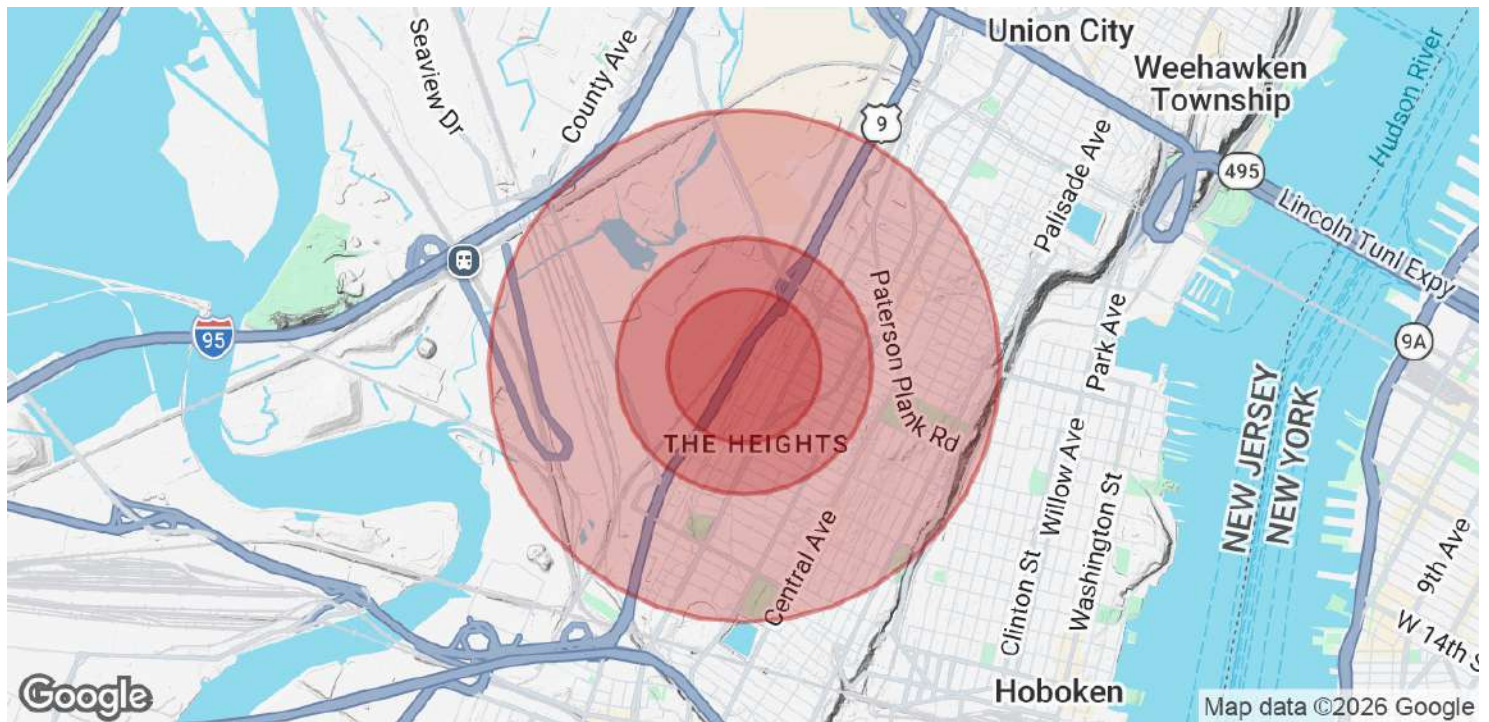 Seaview Dr
County Ave
Union City
Weehawken
Township
Hudson River
9
Palisade Ave
495
Lincoln Tunl Expy
Paterson Plank Rd
Park Ave
95
9A
NEW JERSEY
NEW YORK
THE HEIGHTS
Willow Ave
Washington St
Central Ave
Clinton St
9th Ave
W 14th S
Hoboken
Google
Map data ©2026 Google